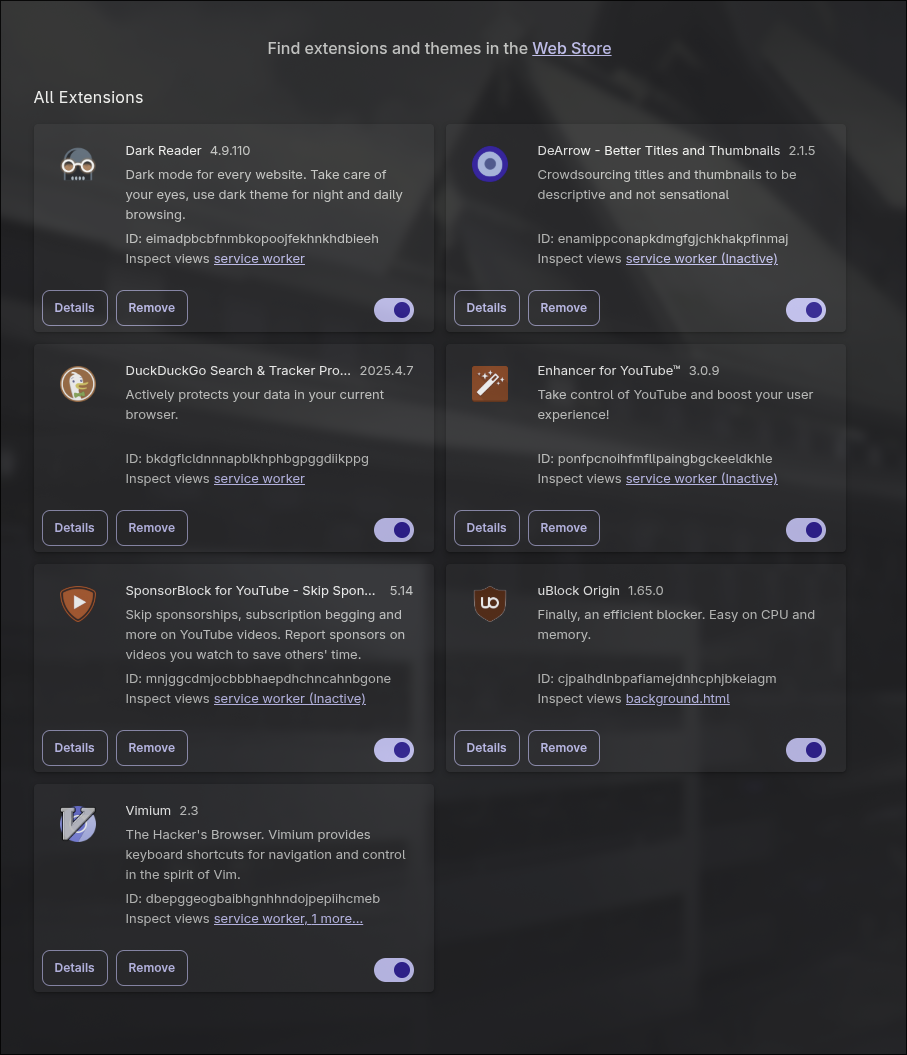 Find extensions and themes in the Web Store
All Extensions
Dark Reader 4.9.110
Dark mode for every website. Take care of
your eyes, use dark theme for night and daily
browsing.
ID: eimadpbcbfnmbkopoojfekhnkhdbieeh
Inspect views service worker
Details Remove
DeArrow - Better Titles and Thumbnails 2.1.5
Crowdsourcing titles and thumbnails to be
descriptive and not sensational
ID: enamippconapkdmgfgjchkhakpfinmaj
Inspect views service worker (Inactive)
Details Remove
DuckDuckGo Search & Tracker Pro... 2025.4.7
Actively protects your data in your current
browser.
ID: bkdgflcldnnnapblkhphbgpggdiikppg
Inspect views service worker
Details Remove
Enhancer for YouTube™ 3.0.9
Take control of YouTube and boost your user
experience!
ID: ponfpcnoihfmfllpaingbgckeeldkhle
Inspect views service worker (Inactive)
Details Remove
SponsorBlock for YouTube - Skip Spon... 5.14
Skip sponsorships, subscription begging and
more on YouTube videos. Report sponsors on
videos you watch to save others' time.
ID: mnjggcdmjocbbbhaepdhchncahnbgone
Inspect views service worker (Inactive)
Details Remove
uBlock Origin 1.65.0
Finally, an efficient blocker. Easy on CPU and
memory.
ID: cjpalhdlnbpafiamejdnhcphjbkeiagm
Inspect views background.html
Details Remove
Vimium 2.3
The Hacker's Browser. Vimium provides
keyboard shortcuts for navigation and control
in the spirit of Vim.
ID: dbepggeogbaibhgnhhndojpepiihcmeb
Inspect views service worker, 1 more...
Details Remove